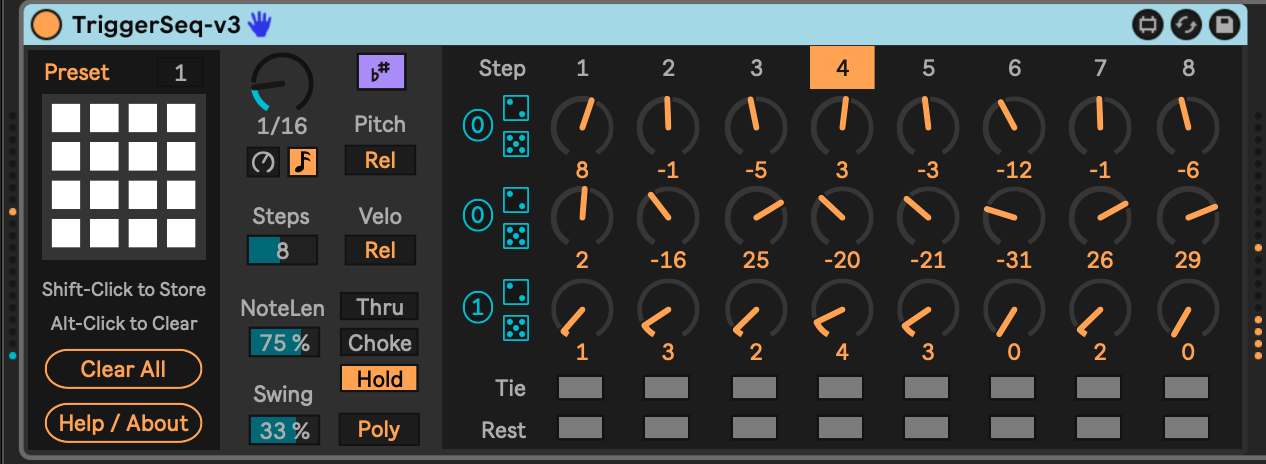 TriggerSeq-v3
Preset 1
Shift-Click to Store
Alt-Click to Clear
Clear All
Help / About
1/16
Steps
8
NoteLen
75 %
Swing
33 %
b#
Pitch
Rel
Velo
Rel
Thru
Choke
Hold
Poly
Step 1 2 3 4 5 6 7 8
0 8 -1 -5 3 -3 -12 -1 -6
0 2 -16 25 -20 -21 -31 26 29
1 1 3 2 4 3 0 2 0
Tie
Rest